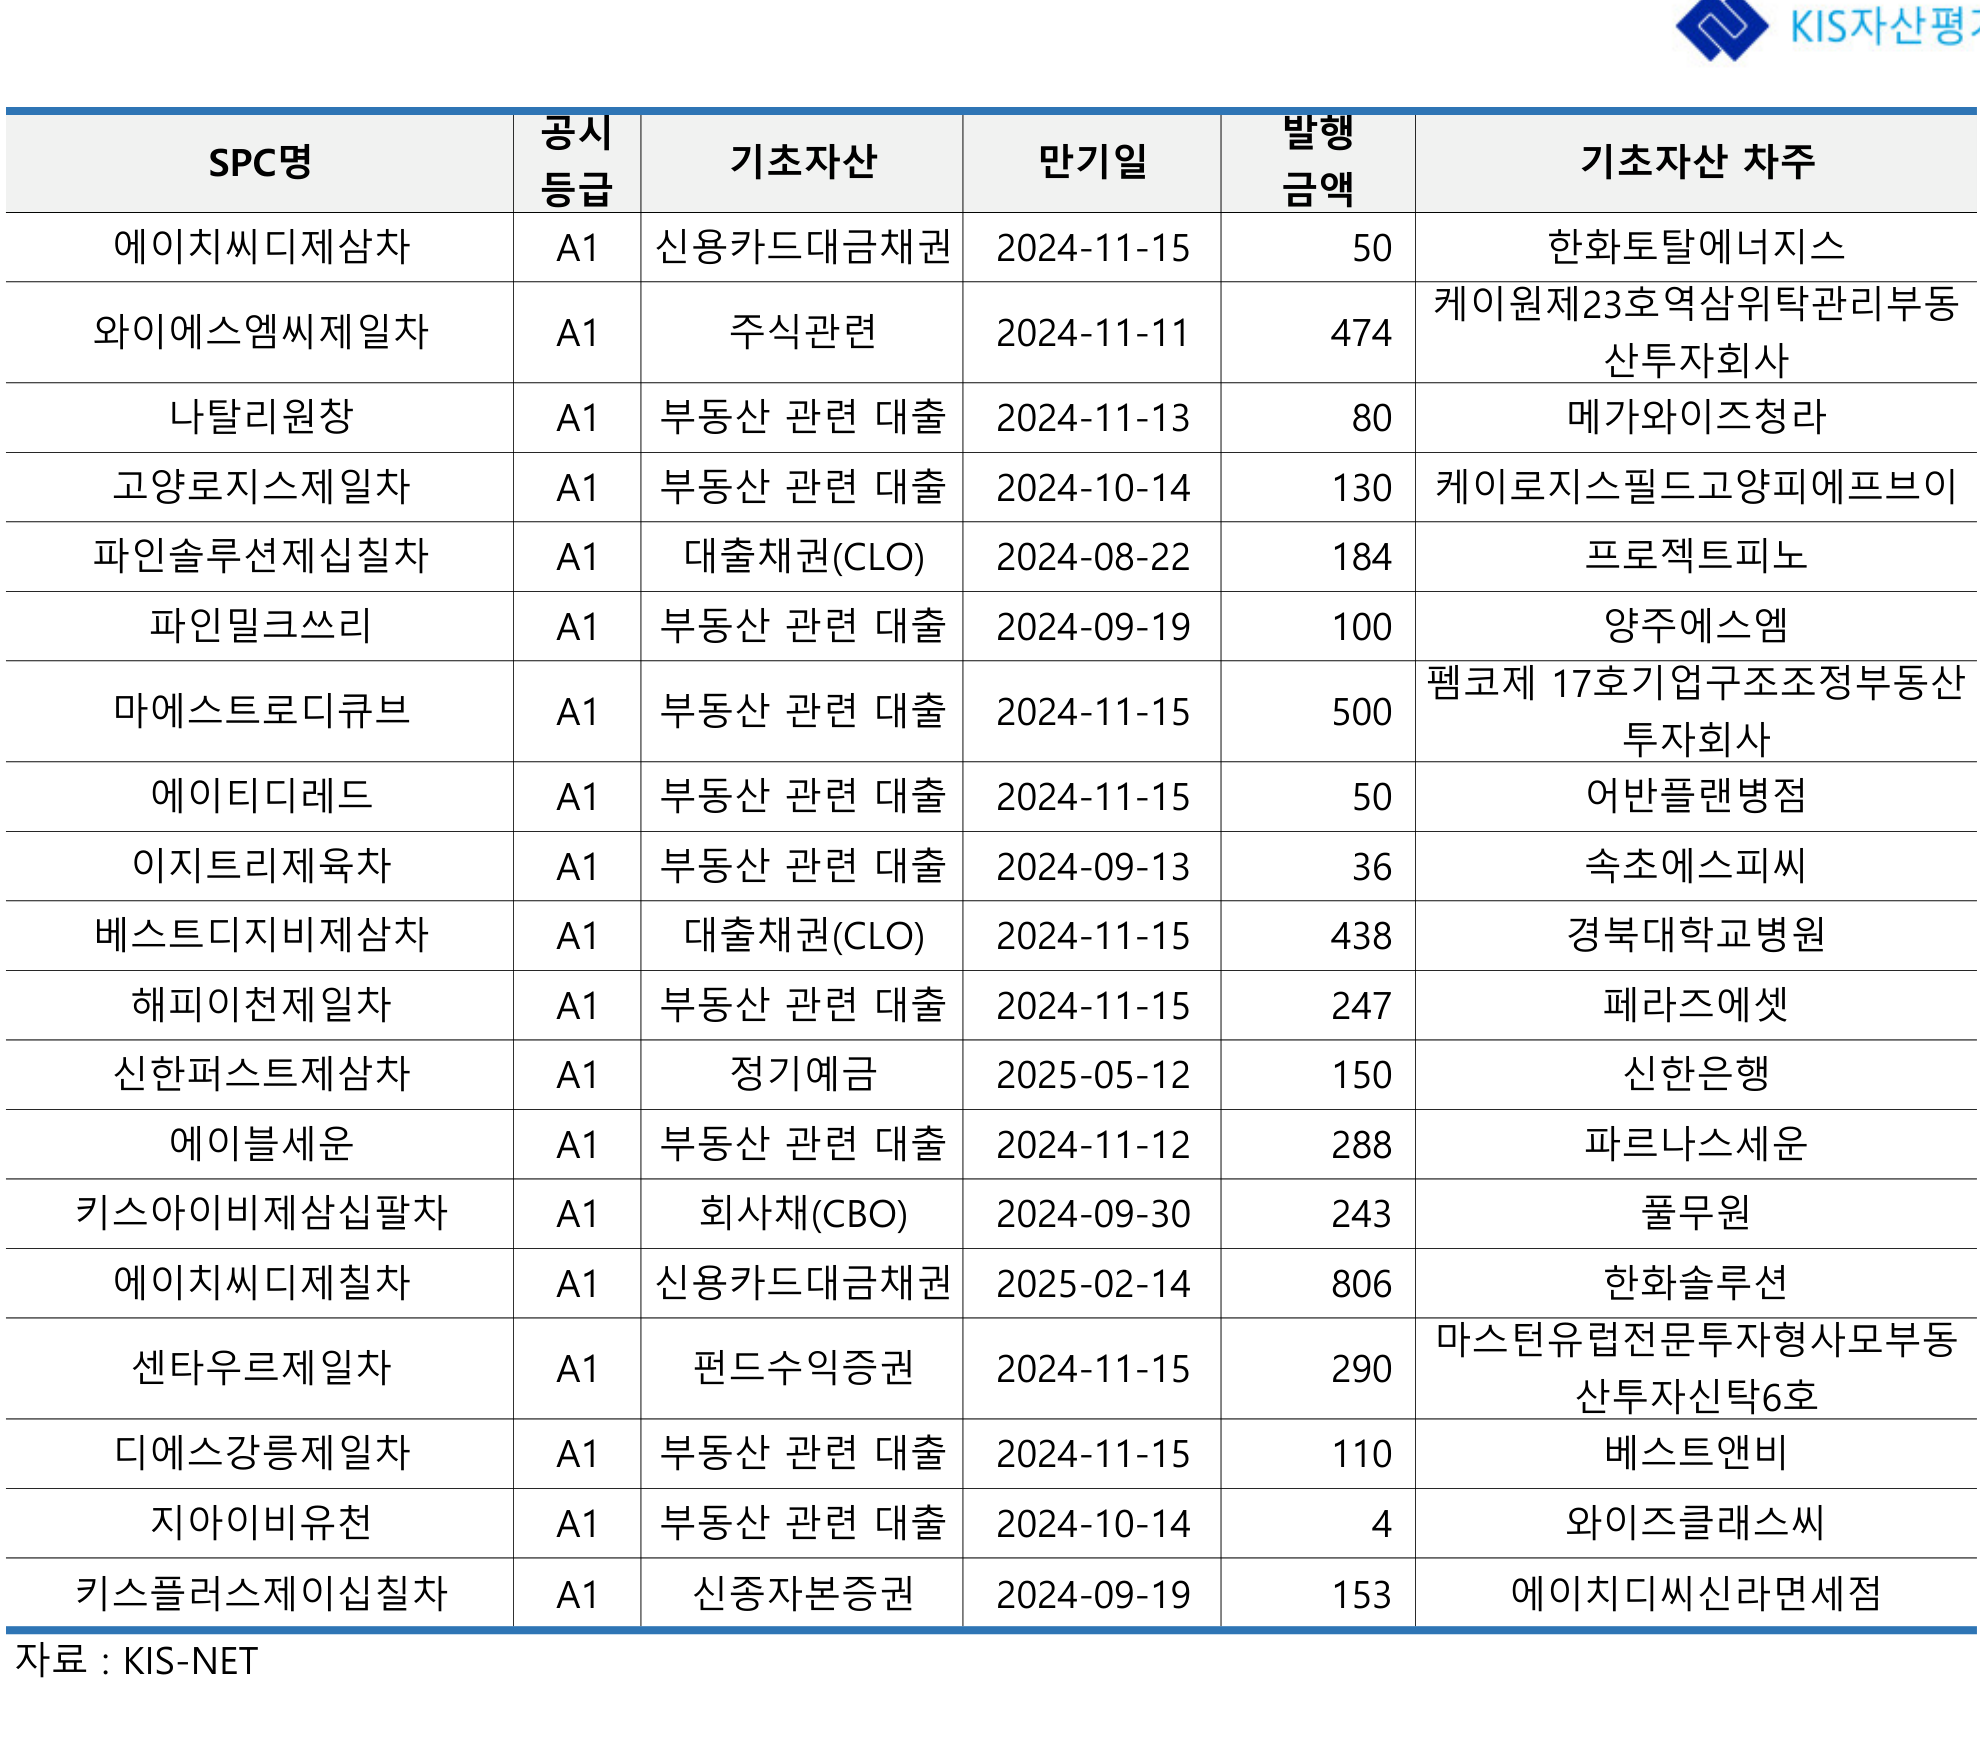 KIS자산평가
SPC명 공시 등급 기초자산 만기일 발행 금액 기초자산 차주
에이치씨디제삼차 A1 신용카드대금채권 2024-11-15 50 한화토탈에너지스
와이에스엠씨제일차 A1 주식관련 2024-11-11 474 케이원제23호역삼위탁관리부동
산투자회사
나탈리원창 A1 부동산 관련 대출 2024-11-13 80 메가와이즈청라
고양로지스제일차 A1 부동산 관련 대출 2024-10-14 130 케이로지스필드고양피에프브이
파인솔루션제십칠차 A1 대출채권(CLO) 2024-08-22 184 프로젝트피노
파인밀크쓰리 A1 부동산 관련 대출 2024-09-19 100 양주에스엠
마에스트로디큐브 A1 부동산 관련 대출 2024-11-15 500 펨코제 17호기업구조조정부동산
투자회사
에이티디레드 A1 부동산 관련 대출 2024-11-15 50 어반플랜병점
이지트리제육차 A1 부동산 관련 대출 2024-09-13 36 속초에스피씨
베스트디지비제삼차 A1 대출채권(CLO) 2024-11-15 438 경북대학교병원
해피이천제일차 A1 부동산 관련 대출 2024-11-15 247 페라즈에셋
신한퍼스트제삼차 A1 정기예금 2025-05-12 150 신한은행
에이블세운 A1 부동산 관련 대출 2024-11-12 288 파르나스세운
키스아이비제삼십팔차 A1 회사채(CBO) 2024-09-30 243 풀무원
에이치씨디제칠차 A1 신용카드대금채권 2025-02-14 806 한화솔루션
센타우르제일차 A1 펀드수익증권 2024-11-15 290 마스턴유럽전문투자형사모부동
산투자신탁6호
디에스강릉제일차 A1 부동산 관련 대출 2024-11-15 110 베스트앤비
지아이비유천 A1 부동산 관련 대출 2024-10-14 4 와이즈클래스씨
키스플러스제이십칠차 A1 신종자본증권 2024-09-19 153 에이치디씨신라면세점
자료 : KIS-NET